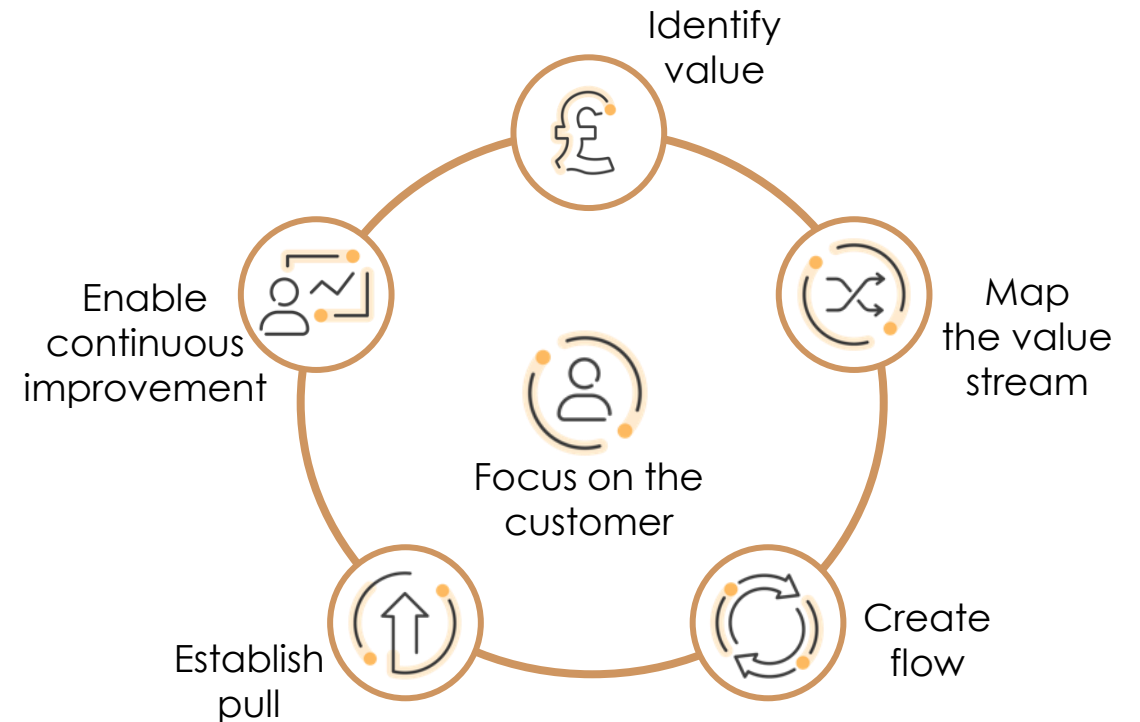 Identify
value
Map
the value
stream
Create
flow
Establish
pull
Enable
continuous
improvement
Focus on the
customer
£